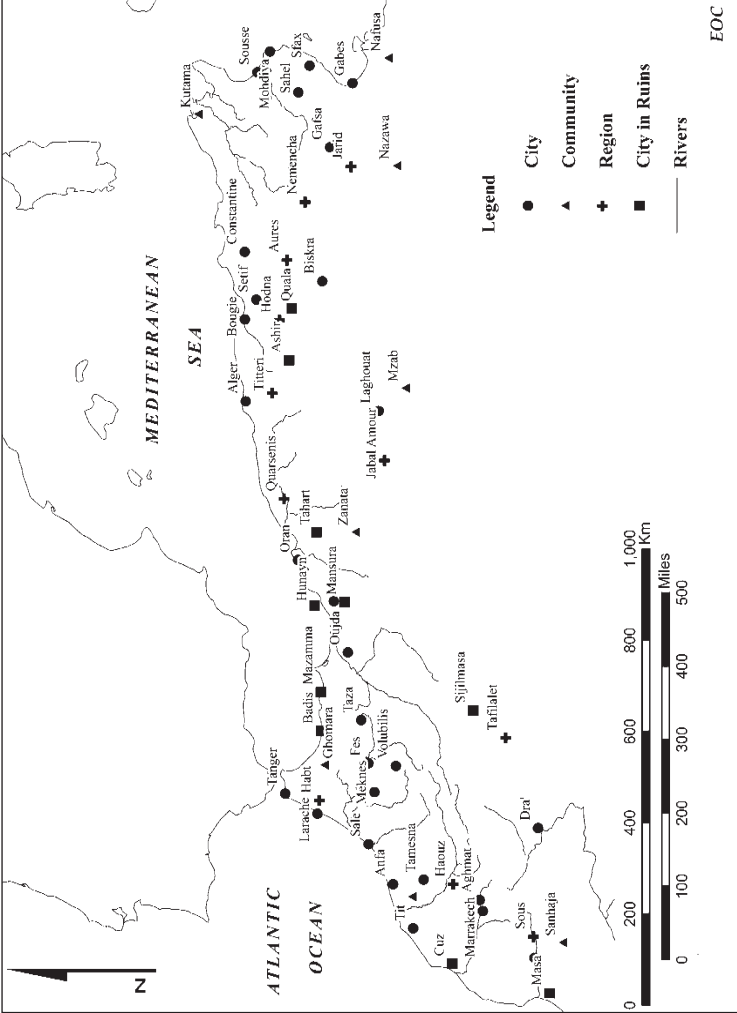 MEDITERRANEAN
SEA
ATLANTIC
OCEAN
N
Kutama
Sousse
Mohdiya
Sahel
Sfax
Gabes
Nafusa
Gafsa
Jarid
Nazawa
Nemencha
Constantine
Setif
Aures
Hodna
Quala
Biskra
Bougie
Ashir
Alger
Titteri
Laghouat
Mzab
Jabal Amour
Quarsenis
Tahart
Zanata
Oran
Hunayn
Mansura
Oujda
Mazamma
Badis
Ghomara
Taza
Fes
Volubilis
Sijilmasa
Tafilalet
Tanger
Larache
Habt
Méknes
Sale
Anfa
Tamesna
Haouz
Aghmat
Tit
Cuz
Marrakech
Dra'
Sous
Sanhaja
Masa
Legend
City
Community
Region
City in Ruins
Rivers
0 200 400 600 800 1,000 Km
0 100 200 300 400 500 Miles
EOC